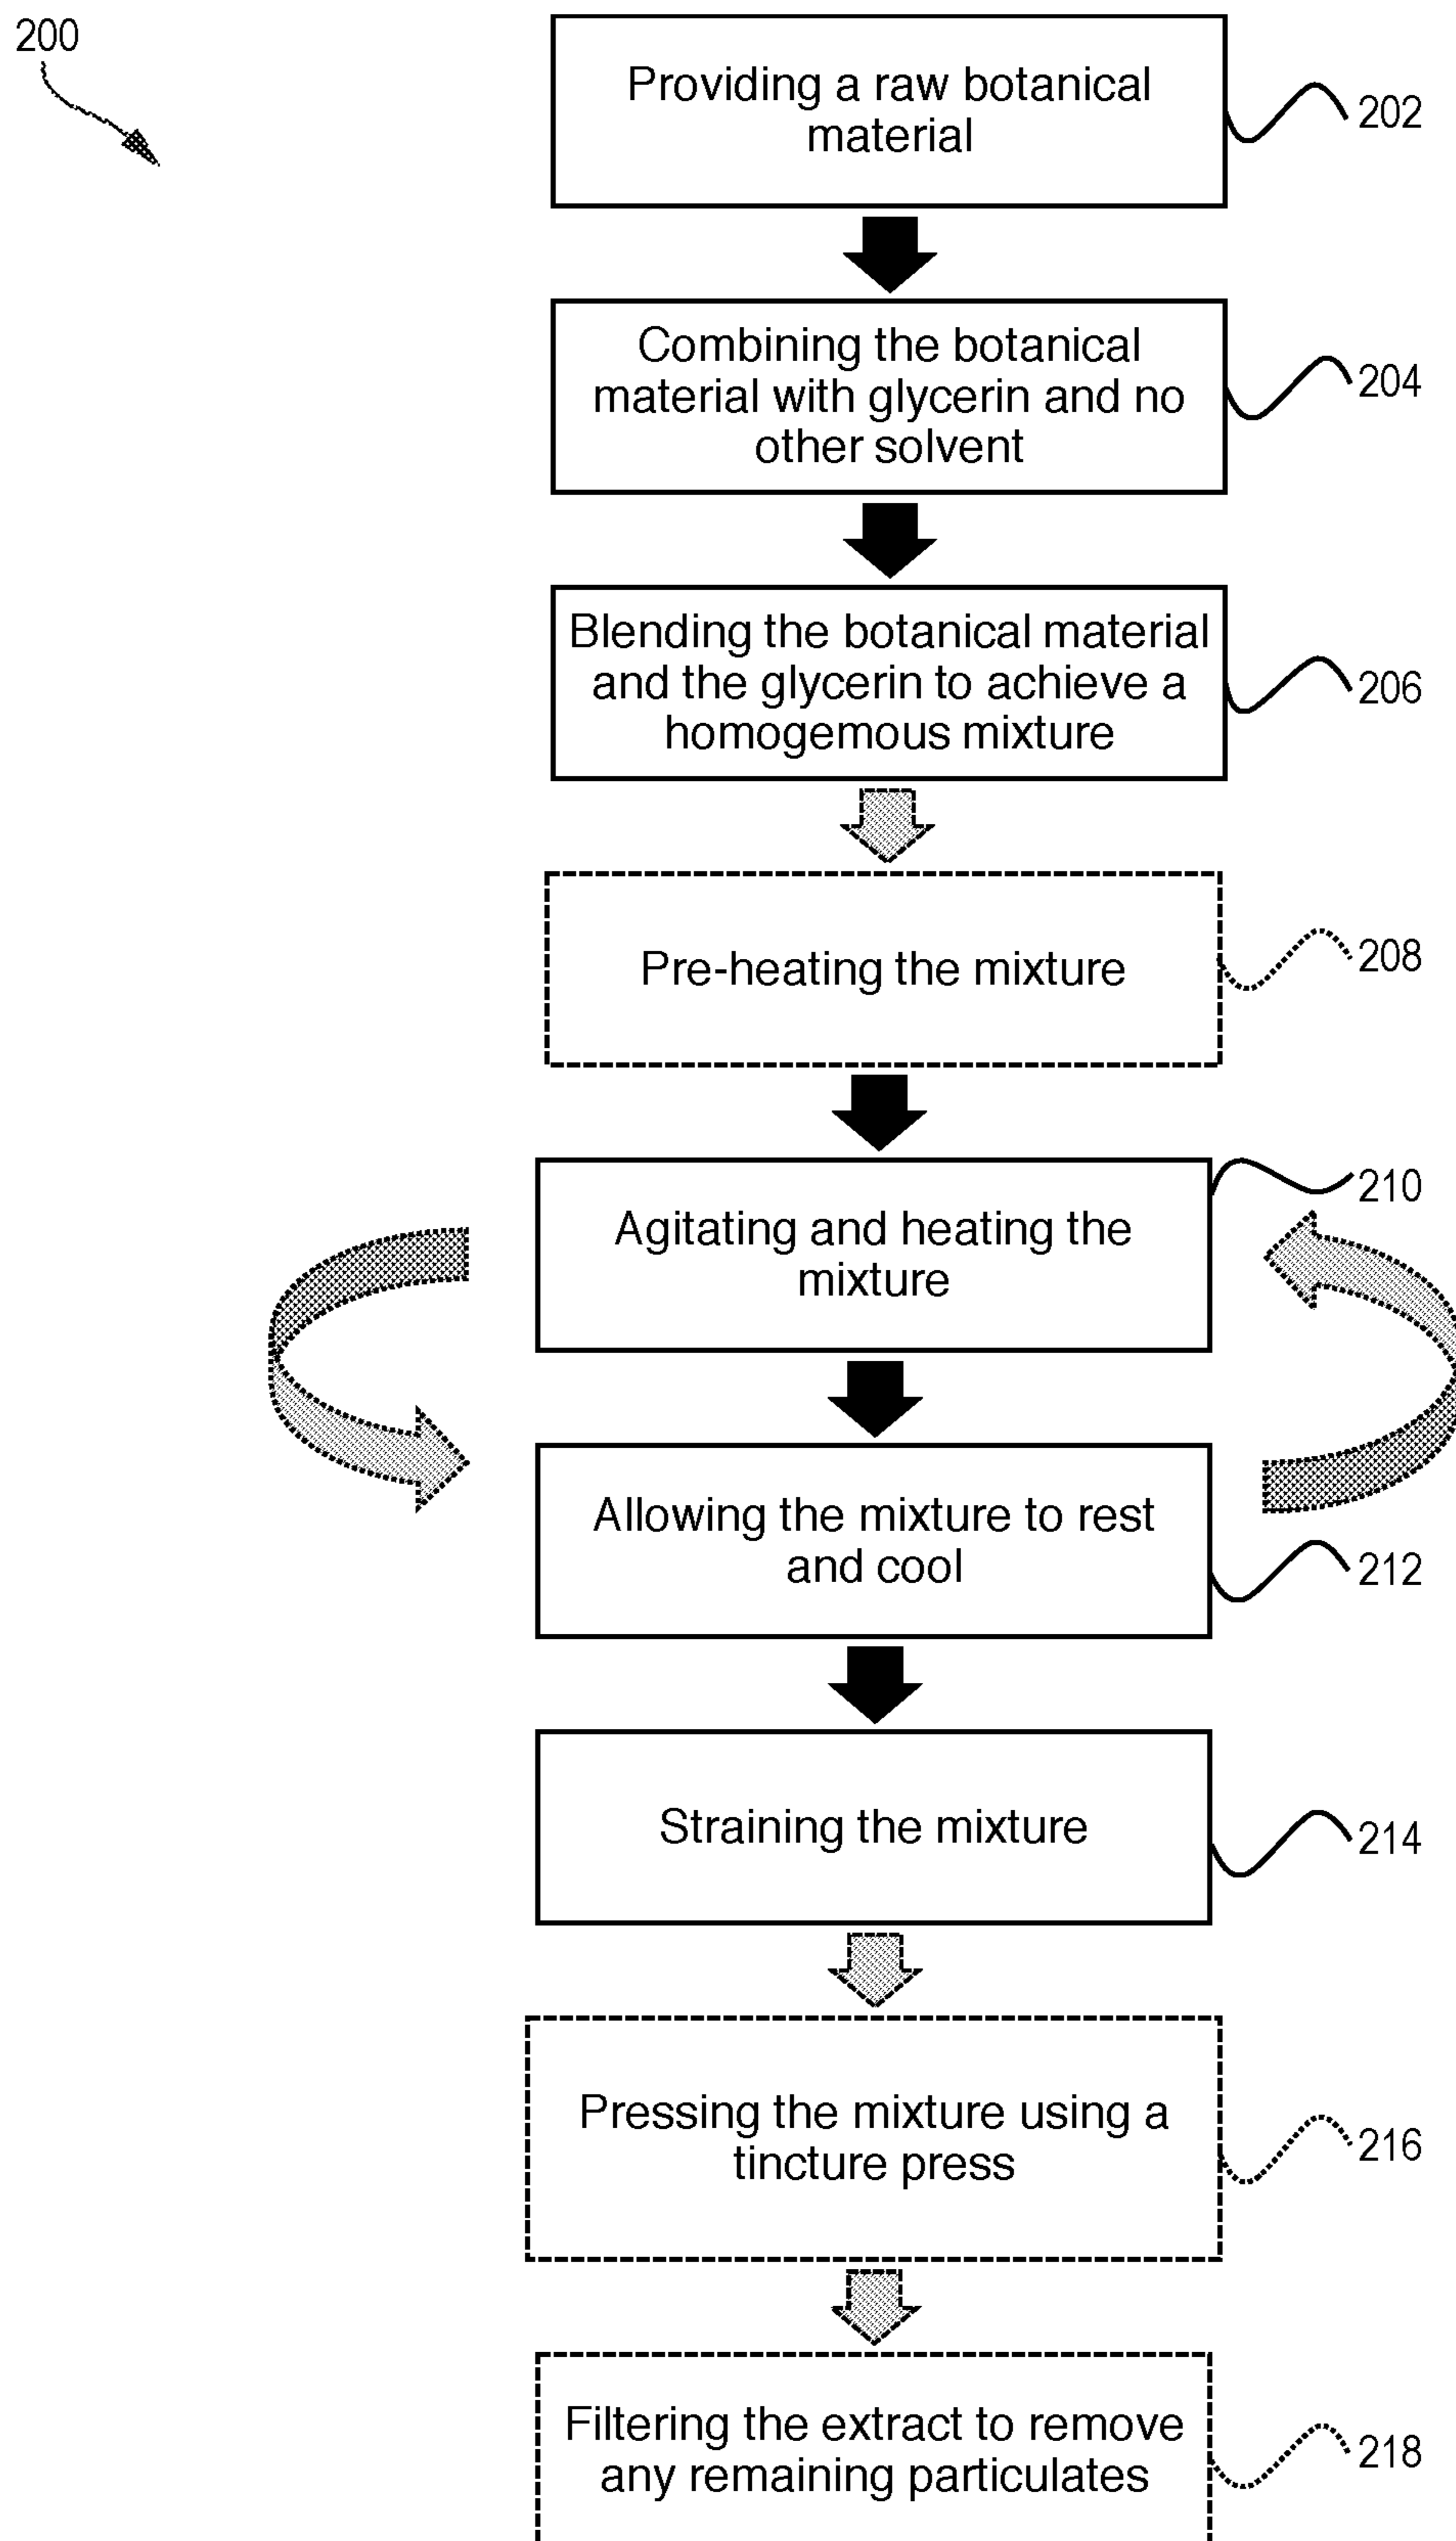 200
Providing a raw botanical
material
202
Combining the botanical
material with glycerin and no
other solvent
204
Blending the botanical material
and the glycerin to achieve a
homogemous mixture
206
Pre-heating the mixture
208
Agitating and heating the
mixture
210
Allowing the mixture to rest
and cool
212
Straining the mixture
214
Pressing the mixture using a
tincture press
216
Filtering the extract to remove
any remaining particulates
218